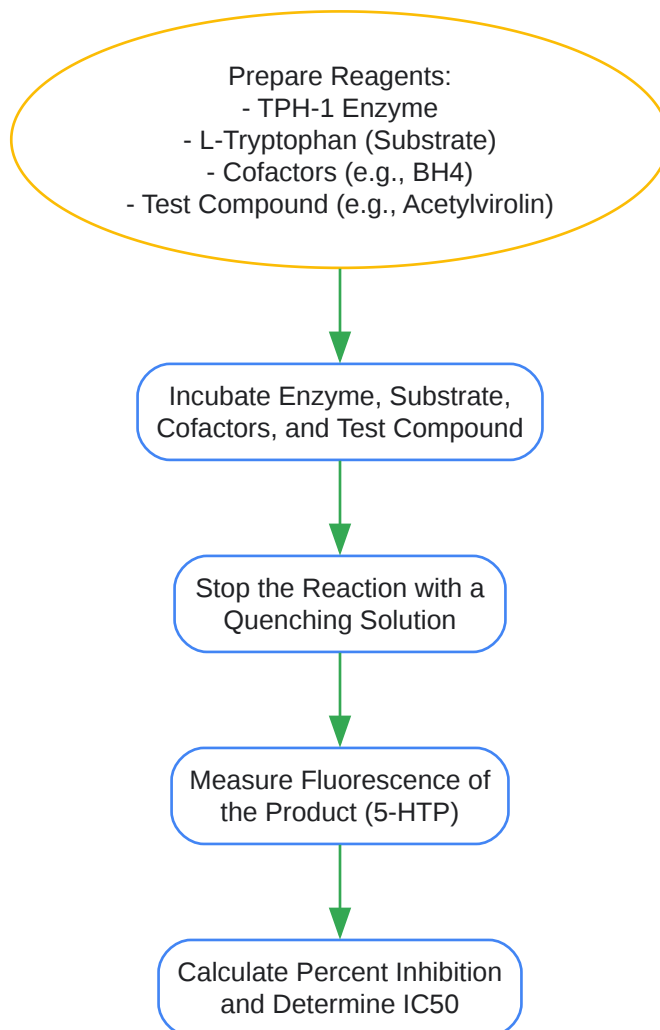 Prepare Reagents:
- TPH-1 Enzyme
- L-Tryptophan (Substrate)
- Cofactors (e.g., BH4)
- Test Compound (e.g., Acetylvirolin)
Incubate Enzyme, Substrate,
Cofactors, and Test Compound
Stop the Reaction with a
Quenching Solution
Measure Fluorescence of
the Product (5-HTP)
Calculate Percent Inhibition
and Determine IC50